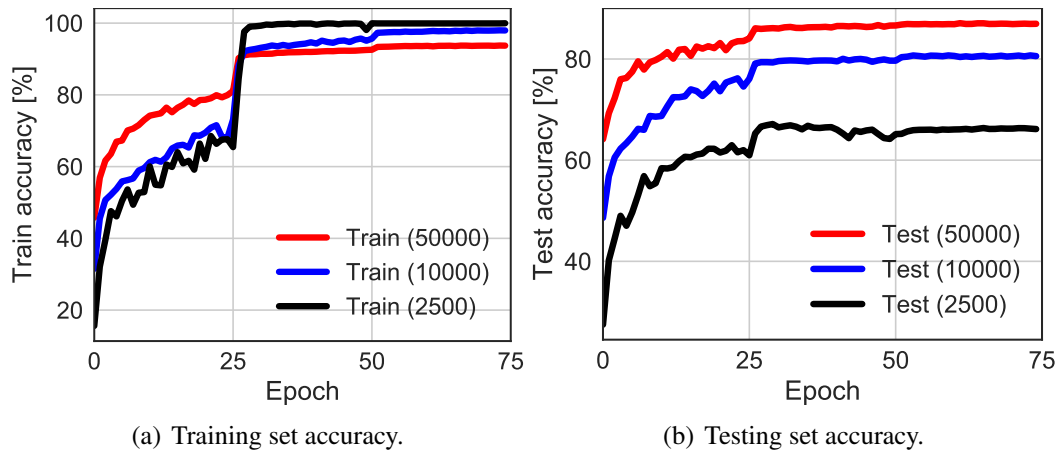 100
80
60
40
20
Train accuracy [%]
Train (50000)
Train (10000)
Train (2500)
0 25 50 75
Epoch
(a) Training set accuracy.
80
60
40
Test accuracy [%]
Test (50000)
Test (10000)
Test (2500)
0 25 50 75
Epoch
(b) Testing set accuracy.